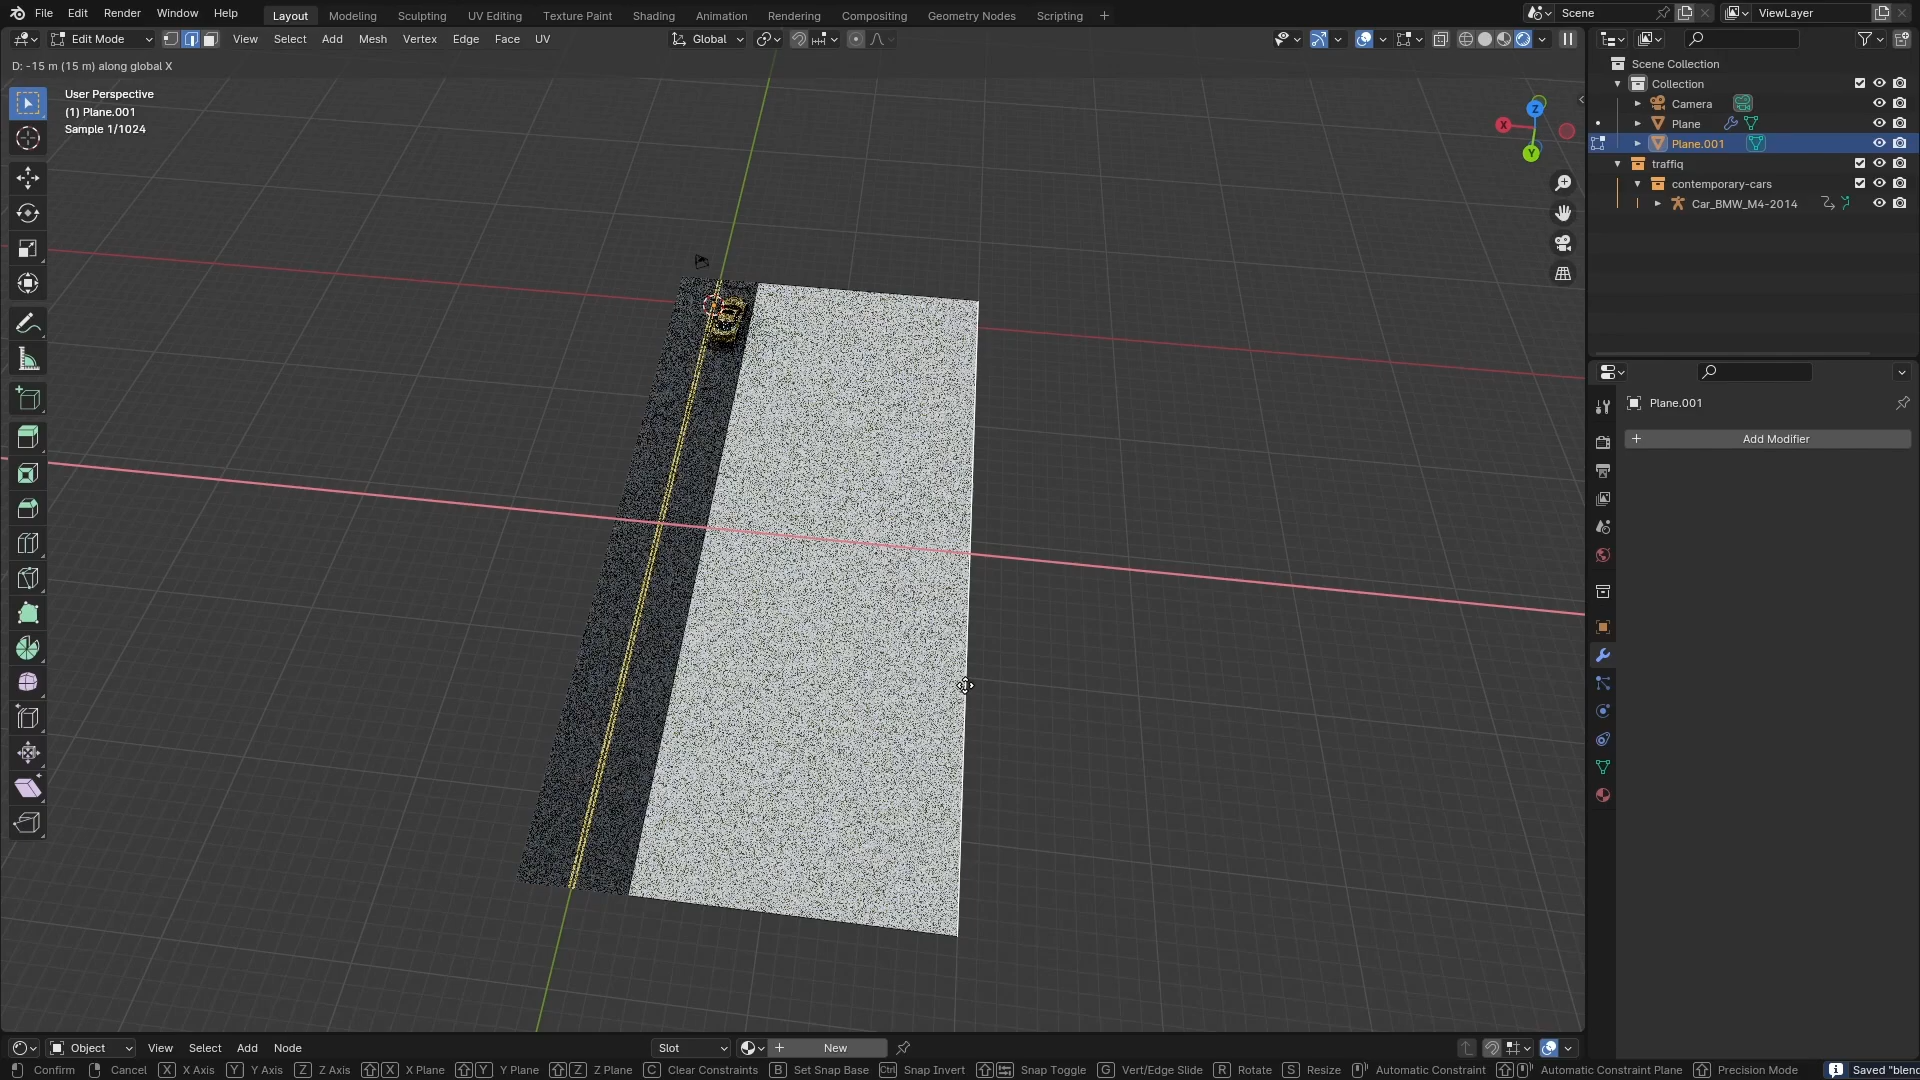 File Edit Render Window Help Layout Modeling Sculpting UV Editing Texture Paint Shading Animation Rendering Compositing Geometry Nodes Scripting Scene ViewLayer
Edit Mode View Select Add Mesh Vertex Edge Face UV Global
D: -15 m (15 m) along global X
User Perspective
(1) Plane.001
Sample 1/1024
Z
X
Y
Scene Collection
Collection
Camera
Plane
Plane.001
traffiq
contemporary-cars
Car_BMW_M4-2014
Plane.001
Add Modifier
Object View Select Add Node Slot New
Confirm Cancel X X Axis Y Y Axis Z Z Axis X X Plane Y Y Plane Z Z Plane C Clear Constraints B Set Snap Base Ctrl Snap Invert Snap Toggle G Vert/Edge Slide R Rotate S Resize Automatic Constraint Automatic Constraint Plane Precision Mode Saved "blend